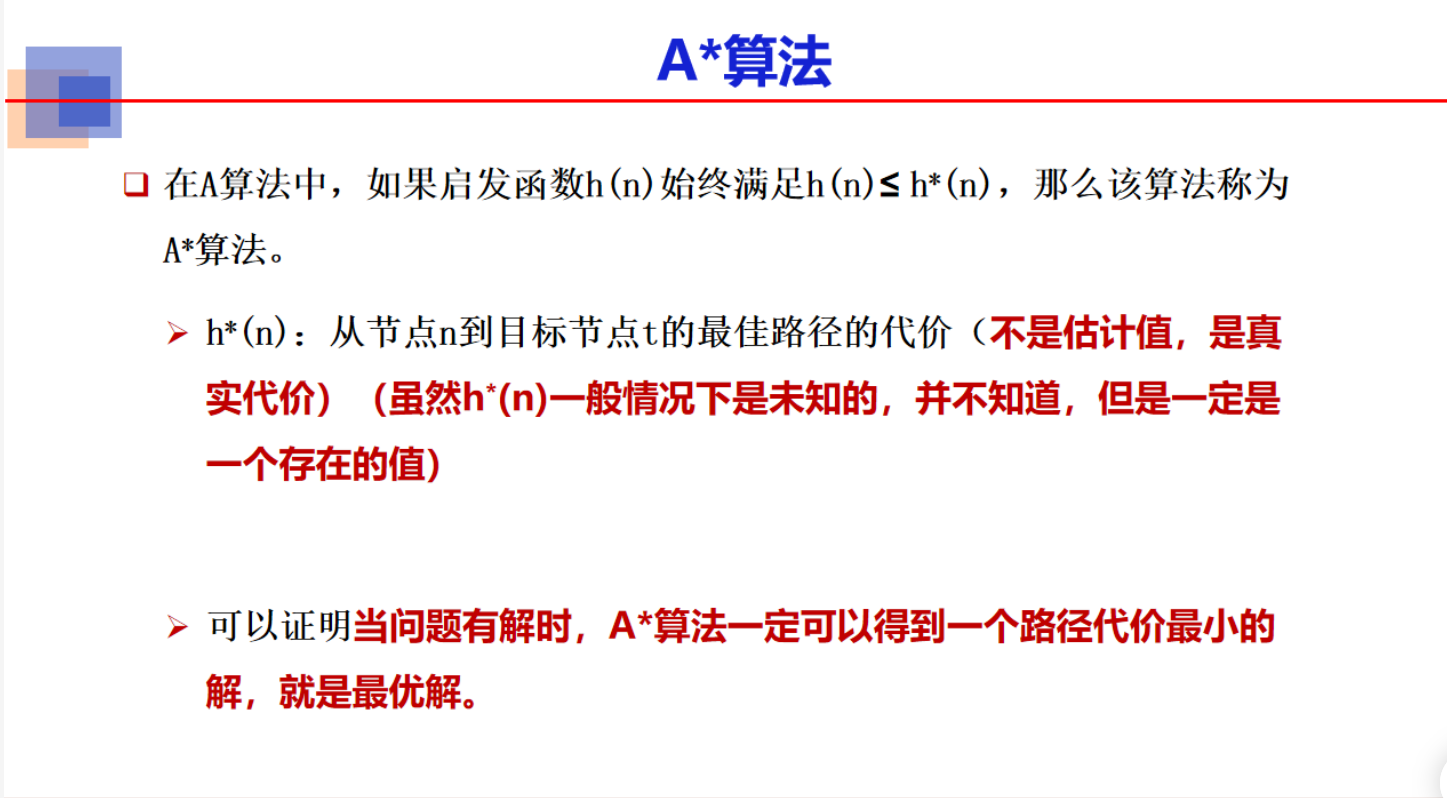 A*算法
在A算法中，如果启发函数h(n)始终满足h(n)≤ h*(n)，那么该算法称为
A*算法。
h*(n)：从节点n到目标节点t的最佳路径的代价（不是估计值，是真
实代价）（虽然h*(n)一般情况下是未知的，并不知道，但是一定是
一个存在的值）
可以证明当问题有解时，A*算法一定可以得到一个路径代价最小的
解，就是最优解。